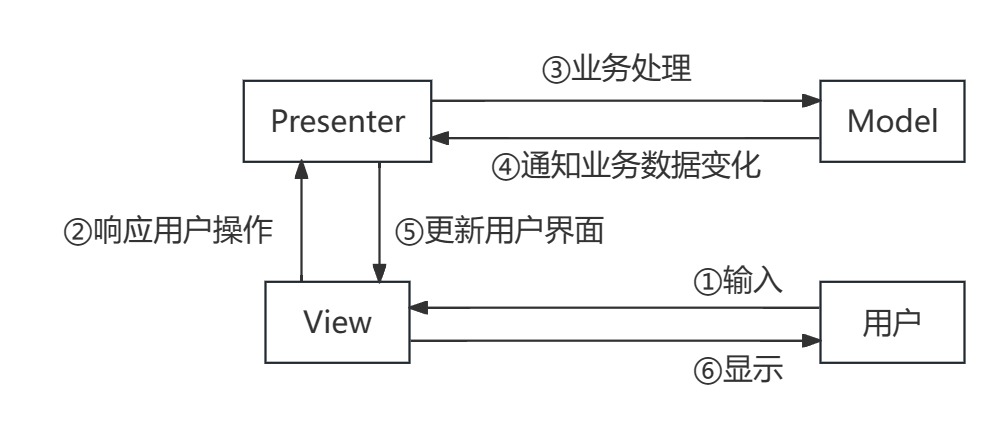 ③业务处理
Presenter
Model
④通知业务数据变化
②响应用户操作
⑤更新用户界面
①输入
View
用户
⑥显示